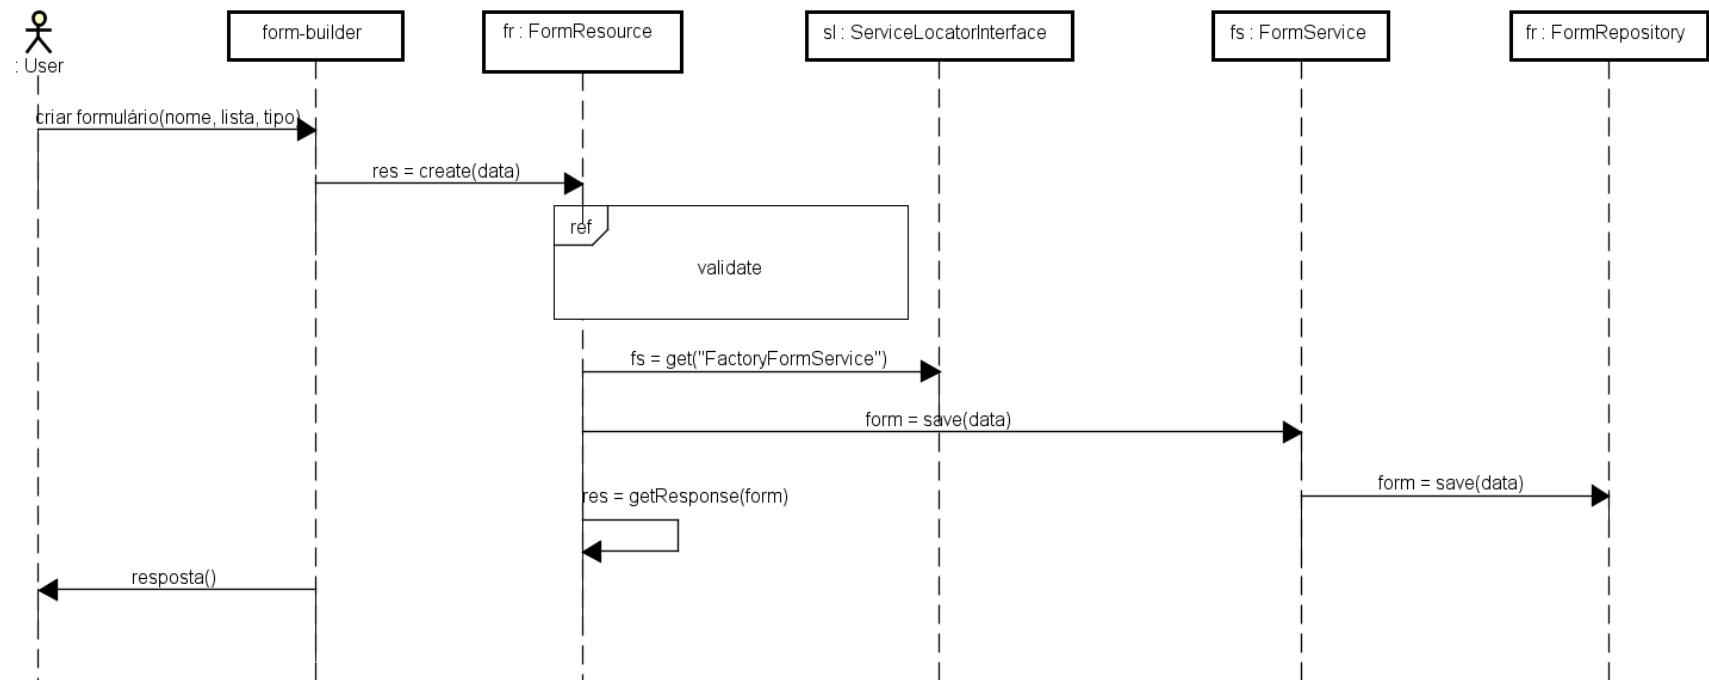 : User
form-builder
fr : FormResource
sl : ServiceLocatorInterface
fs : FormService
fr : FormRepository
criar formulário(nome, lista, tipo)
res = create(data)
ref
validate
fs = get("FactoryFormService")
form = save(data)
form = save(data)
res = getResponse(form)
resposta()